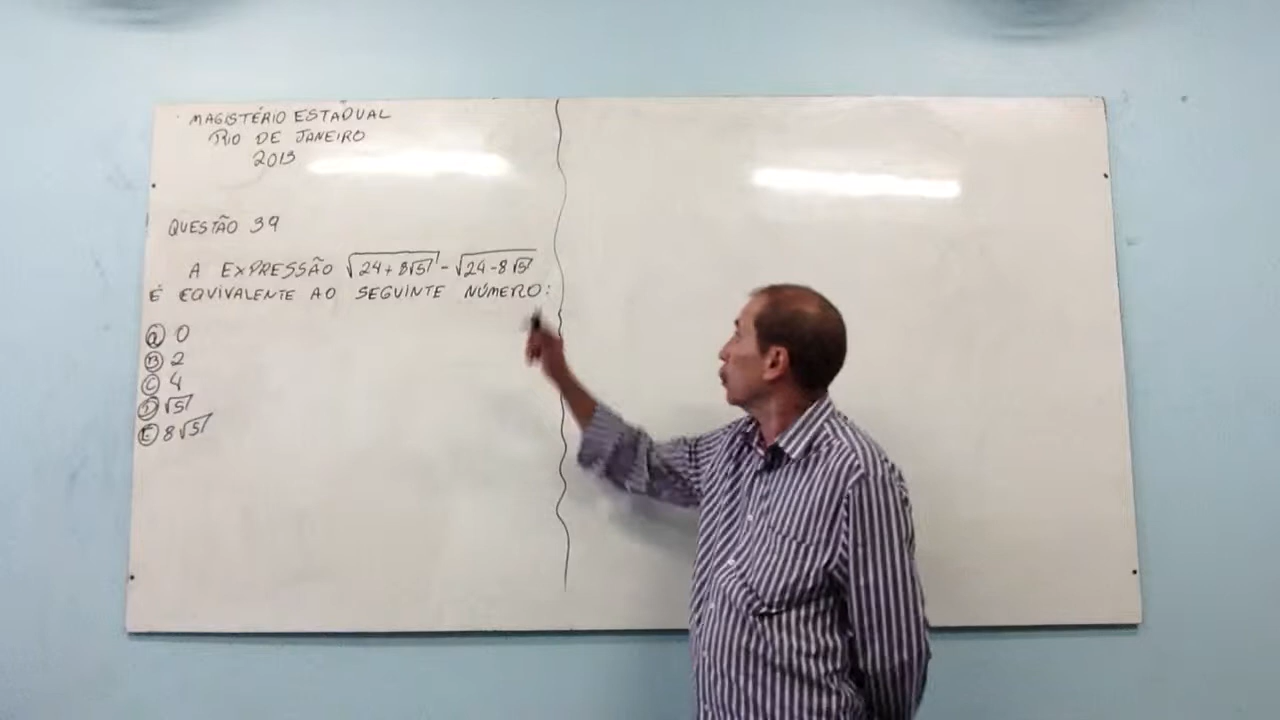 MAGISTÉRIO ESTADUAL
RIO DE JANEIRO
2013
QUESTÃO 39
A EXPRESSÃO √24+8√5 - √24-8√5
É EQUIVALENTE AO SEGUINTE NÚMERO:
Ⓐ 0
Ⓑ 2
Ⓒ 4
Ⓓ √5
Ⓔ 8√5